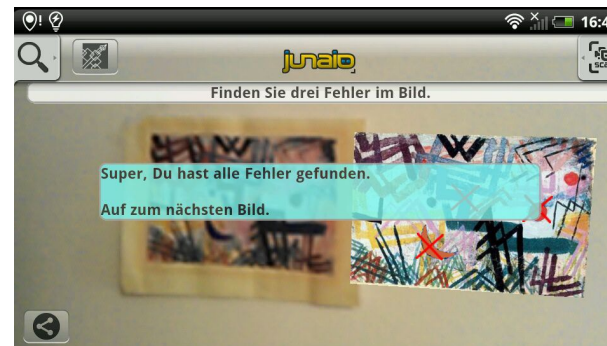 16:4
junaio
Finden Sie drei Fehler im Bild.
Super, Du hast alle Fehler gefunden.
Auf zum nächsten Bild.